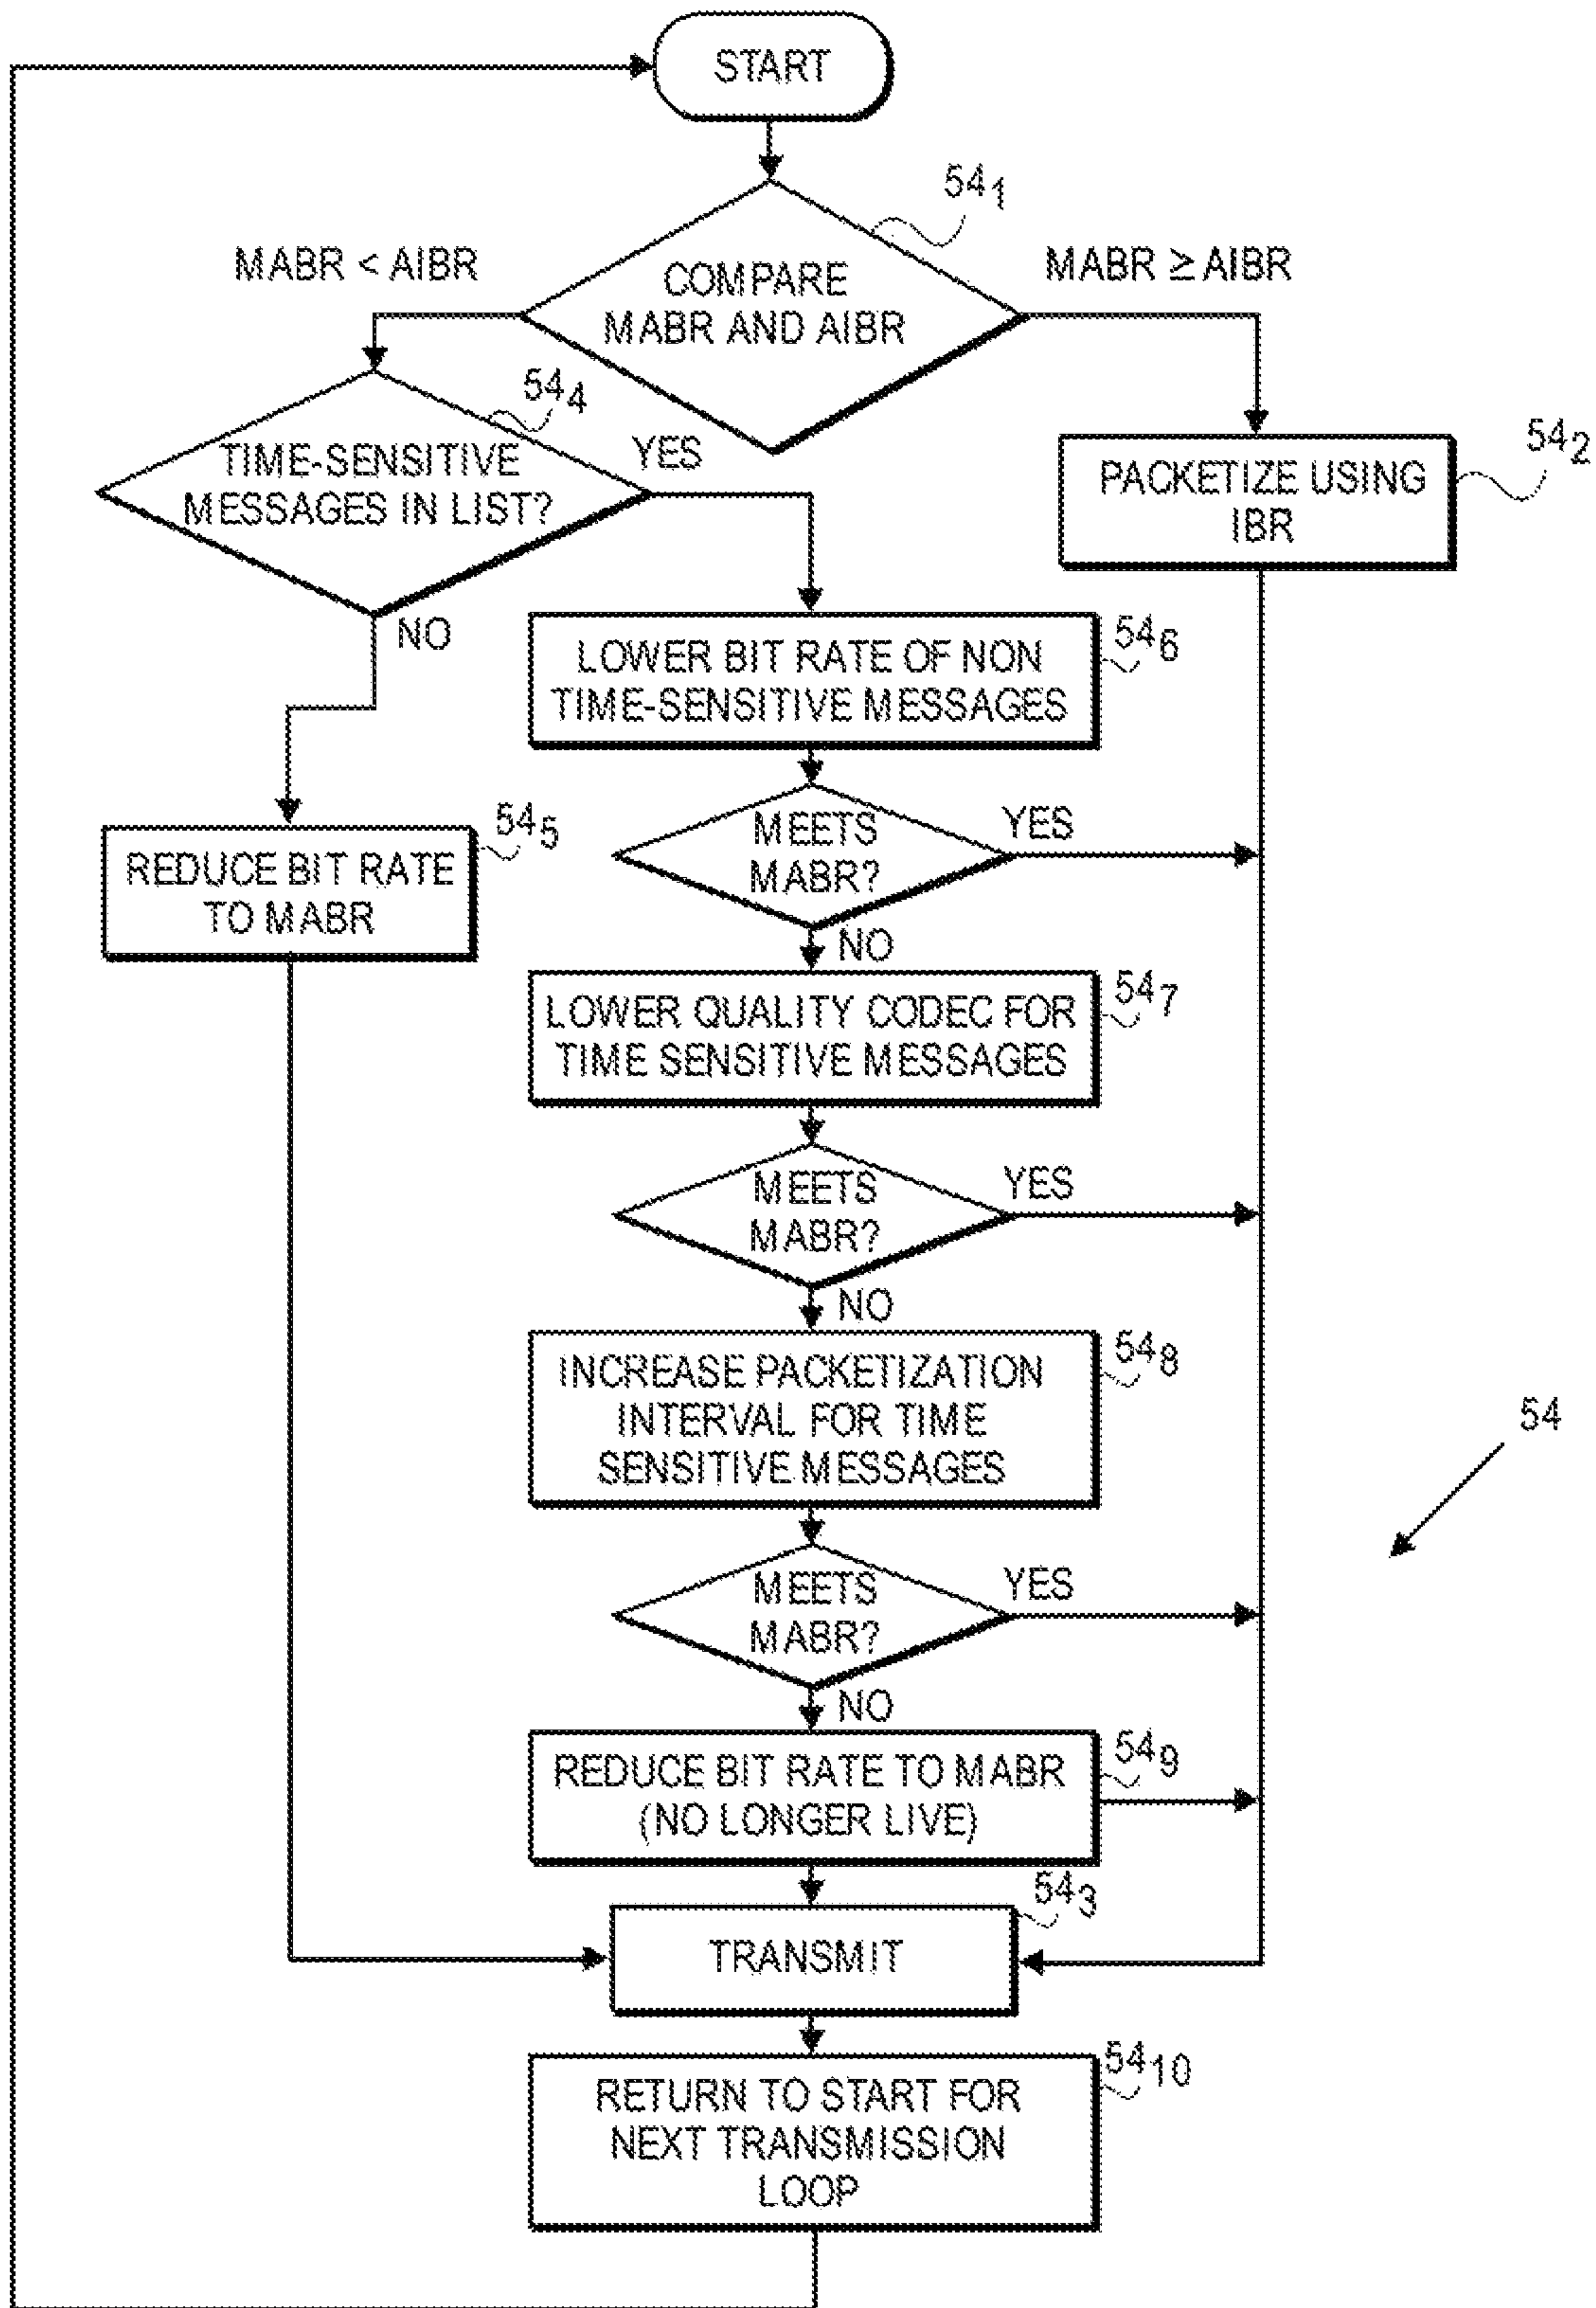 START
54₁
MABR < AIBR
MABR ≥ AIBR
COMPARE
MABR AND AIBR
54₄
TIME-SENSITIVE
MESSAGES IN LIST?
YES
54₂
PACKETIZE USING
IBR
NO
54₆
LOWER BIT RATE OF NON
TIME-SENSITIVE MESSAGES
54₅
REDUCE BIT RATE
TO MABR
MEETS
MABR?
YES
NO
54₇
LOWER QUALITY CODEC FOR
TIME SENSITIVE MESSAGES
MEETS
MABR?
YES
NO
54₈
INCREASE PACKETIZATION
INTERVAL FOR TIME
SENSITIVE MESSAGES
54
MEETS
MABR?
YES
NO
54₉
REDUCE BIT RATE TO MABR
(NO LONGER LIVE)
54₃
TRANSMIT
54₁₀
RETURN TO START FOR
NEXT TRANSMISSION
LOOP